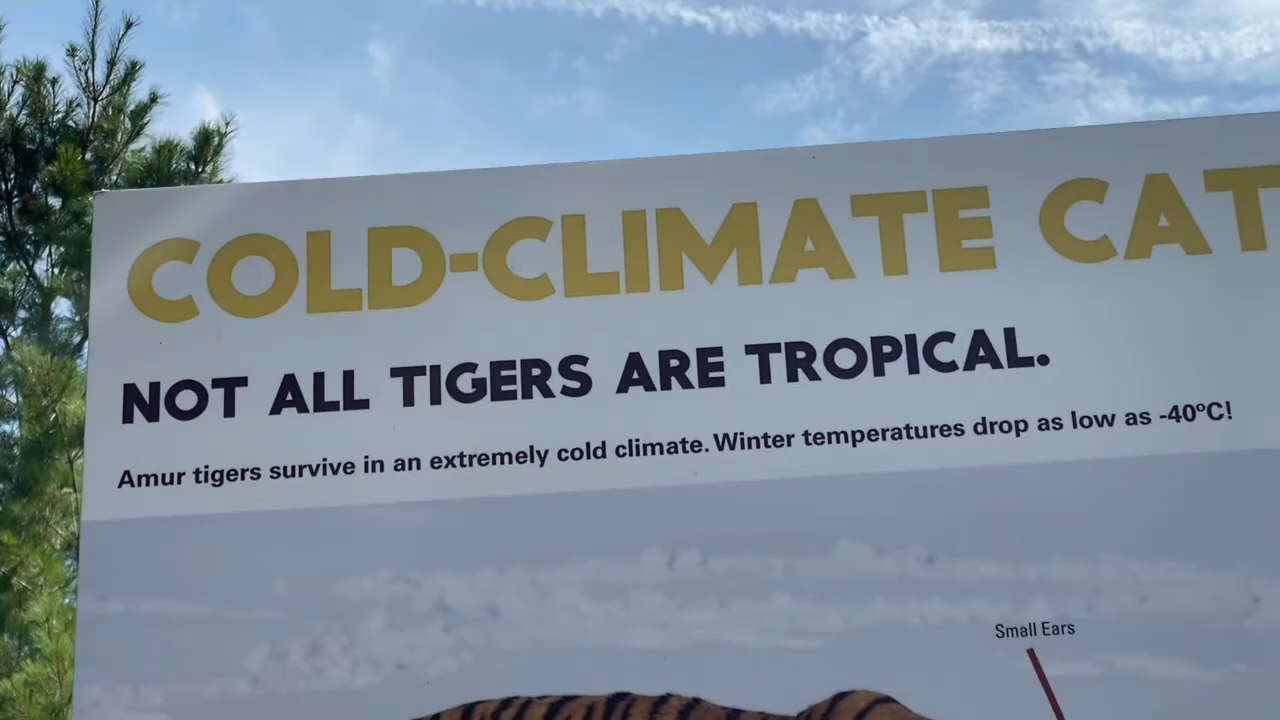 COLD-CLIMATE CAT
NOT ALL TIGERS ARE TROPICAL.
Amur tigers survive in an extremely cold climate. Winter temperatures drop as low as -40ºC!
Small Ears